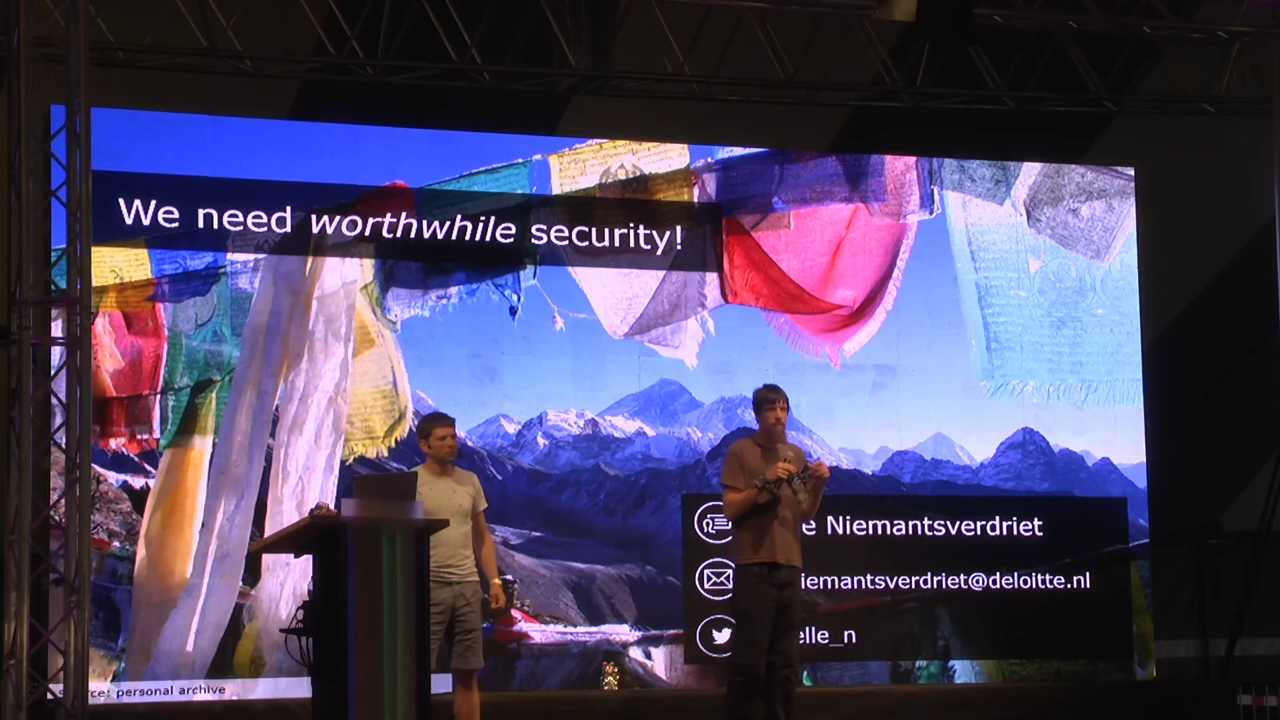 We need worthwhile security!
Niemantsverdriet
iemantsverdriet@deloitte.nl
elle_n
personal archive